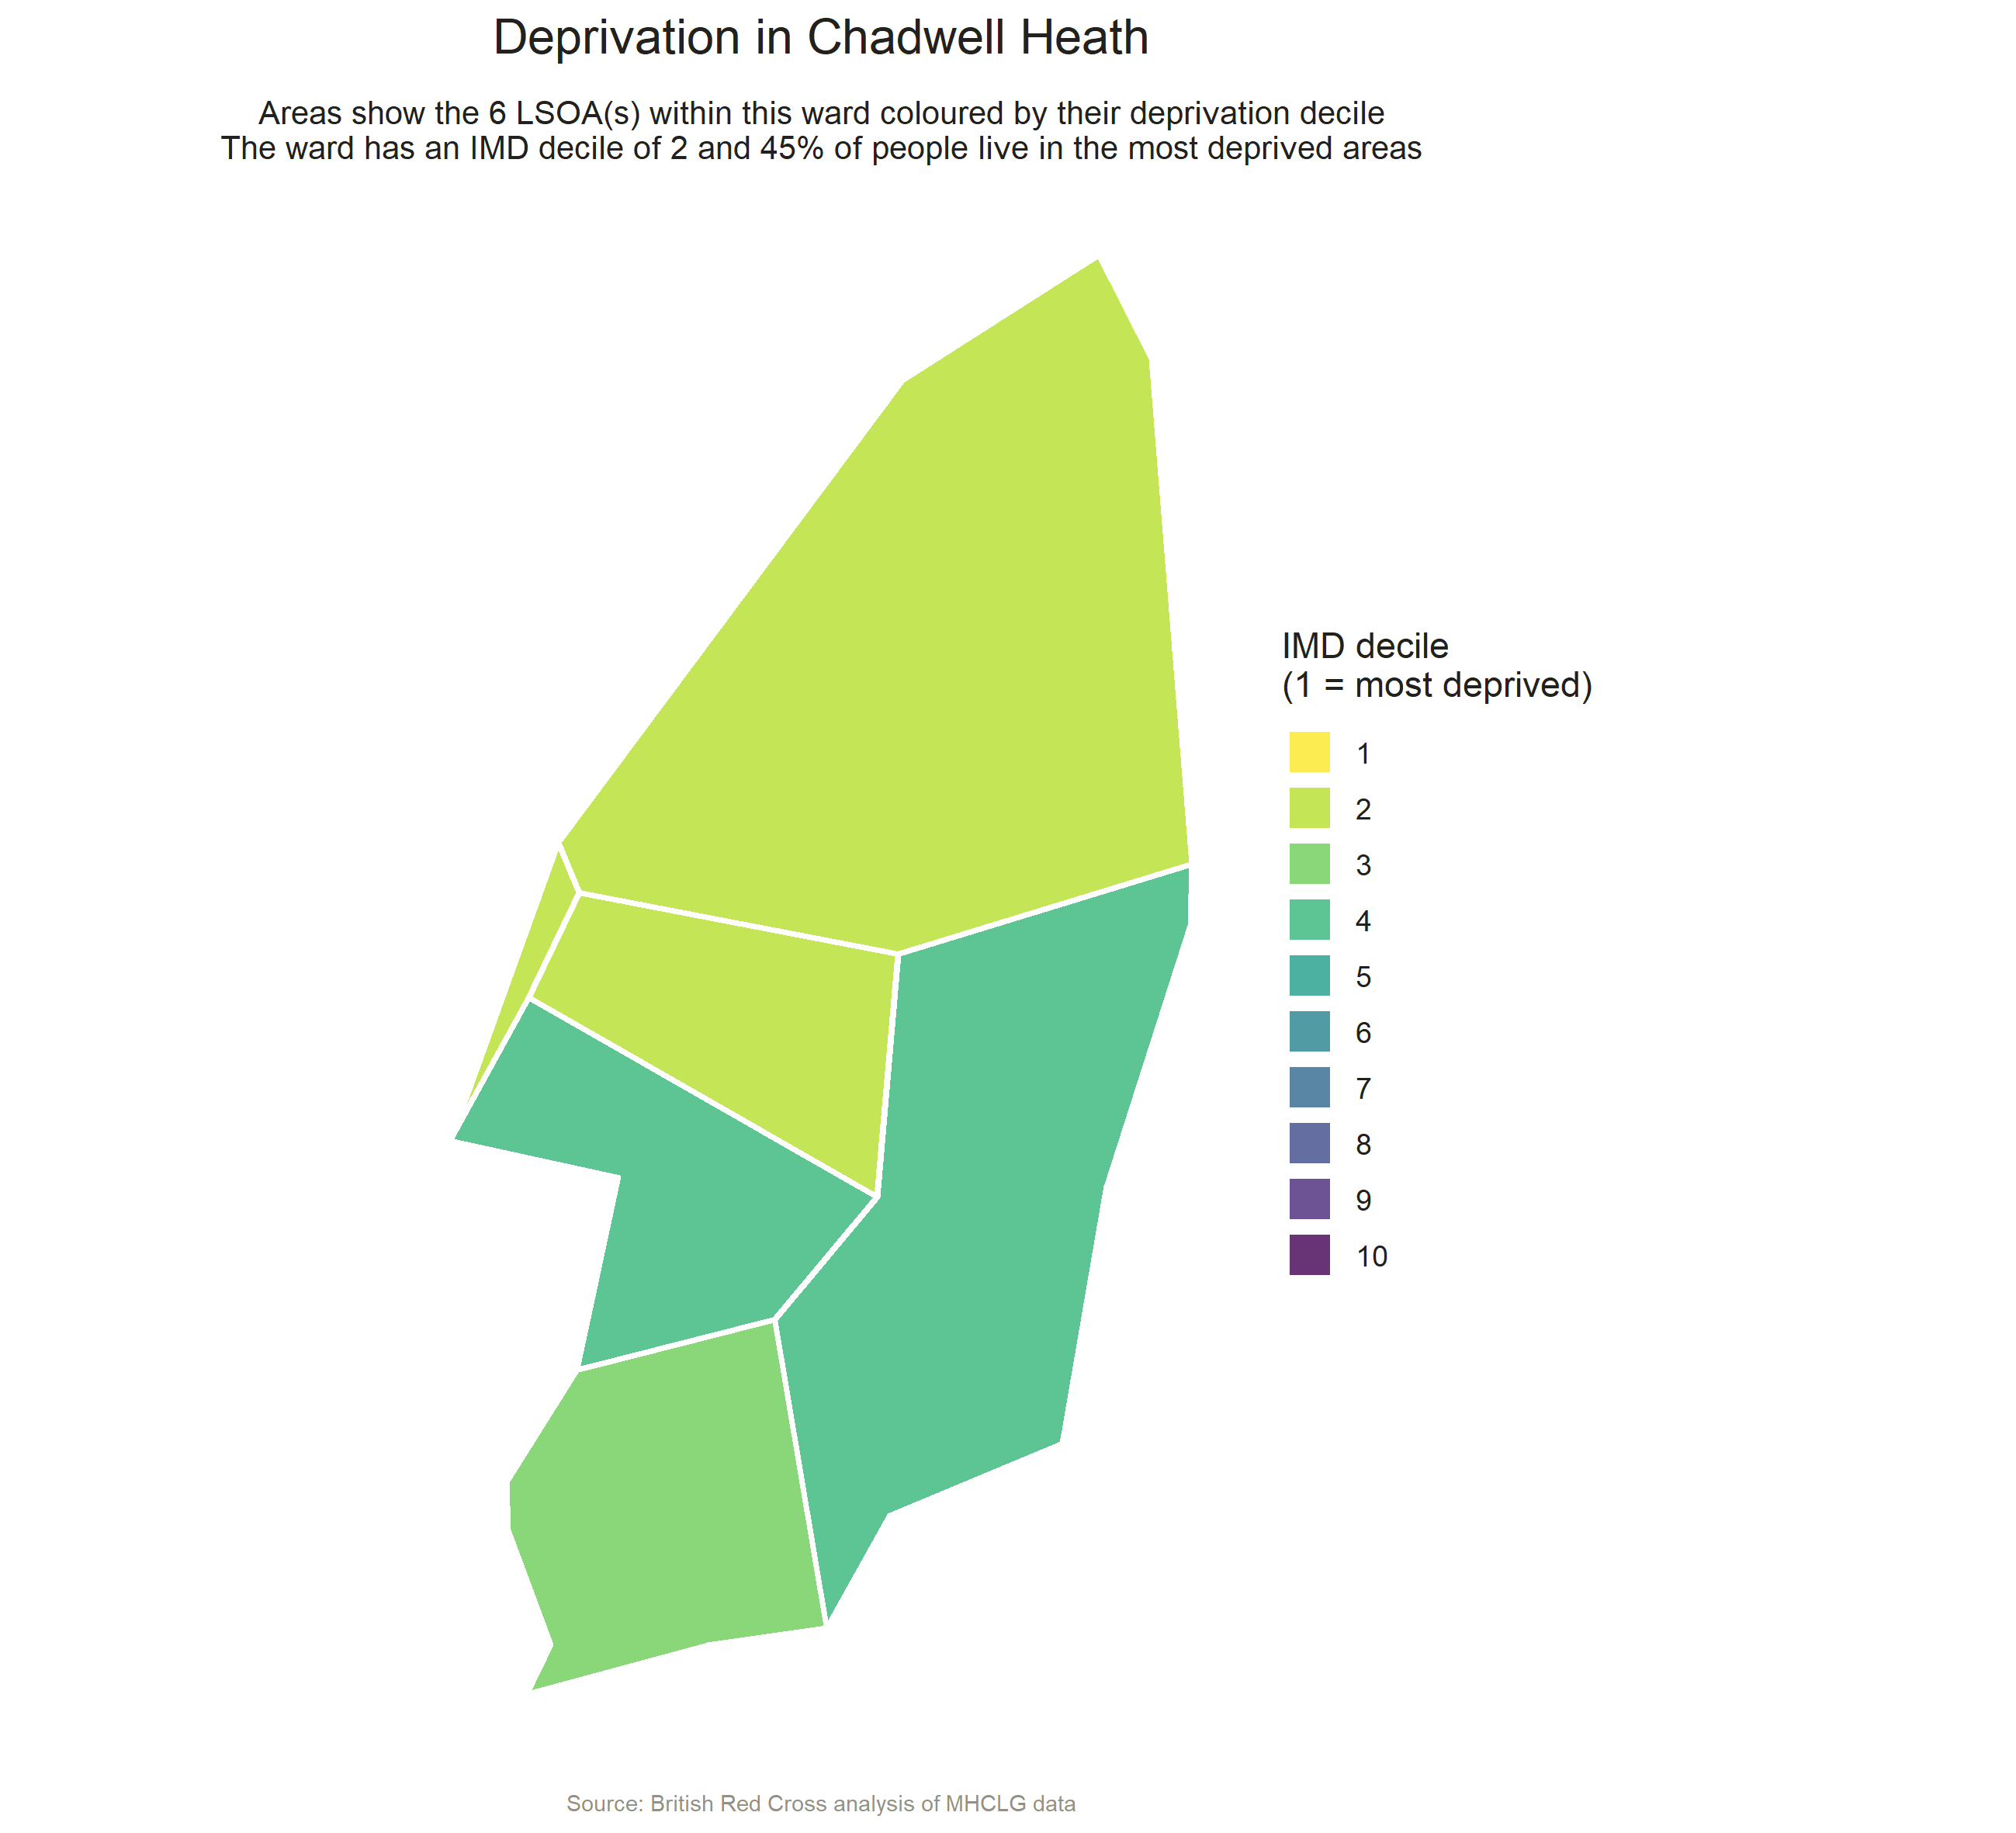 Deprivation in Chadwell Heath
Areas show the 6 LSOA(s) within this ward coloured by their deprivation decile
The ward has an IMD decile of 2 and 45% of people live in the most deprived areas
IMD decile
(1 = most deprived)
1
2
3
4
5
6
7
8
9
10
Source: British Red Cross analysis of MHCLG data